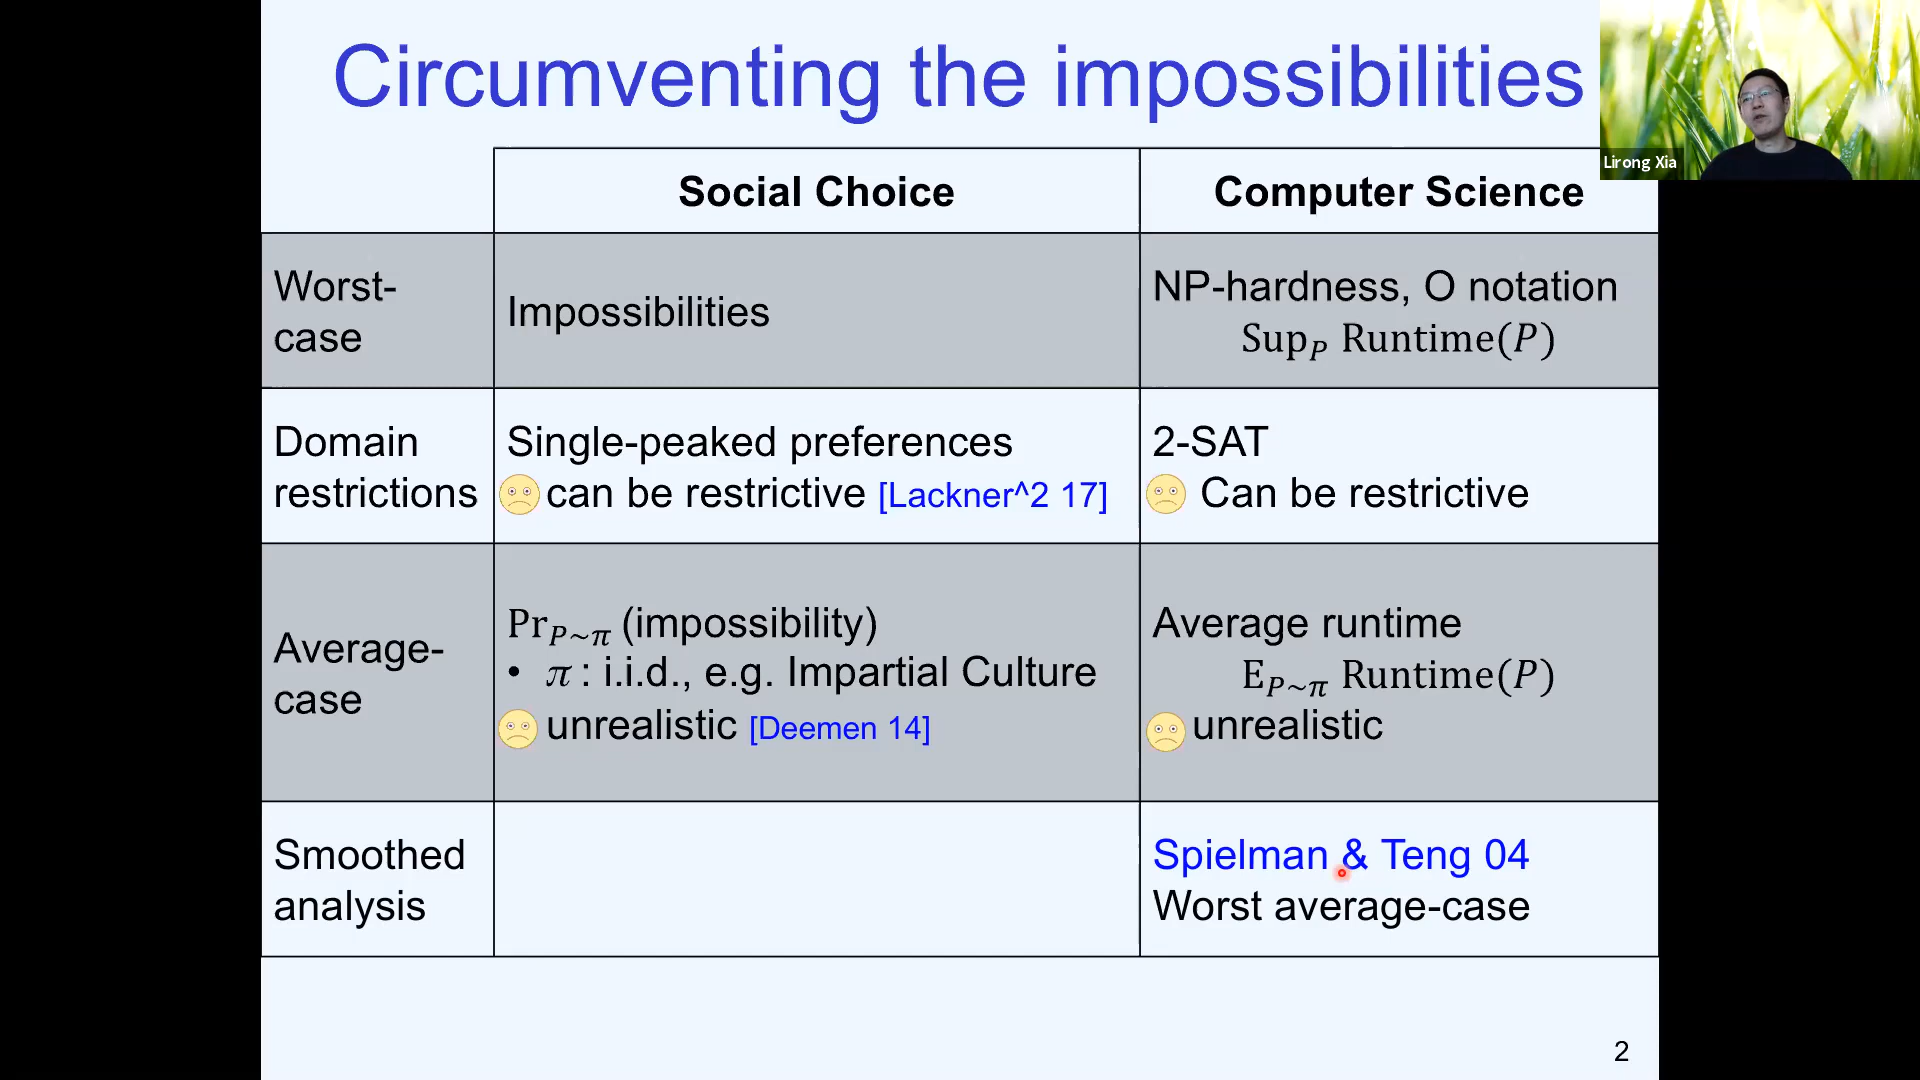 Circumventing the impossibilities
Lirong Xia
Social Choice
Computer Science
Worst-
case
Impossibilities
NP-hardness, O notation
Sup_P Runtime(P)
Domain
restrictions
Single-peaked preferences
can be restrictive [Lackner^2 17]
2-SAT
Can be restrictive
Average-
case
Pr_{P~π} (impossibility)
• π : i.i.d., e.g. Impartial Culture
unrealistic [Deemen 14]
Average runtime
E_{P~π} Runtime(P)
unrealistic
Smoothed
analysis
Spielman & Teng 04
Worst average-case
2